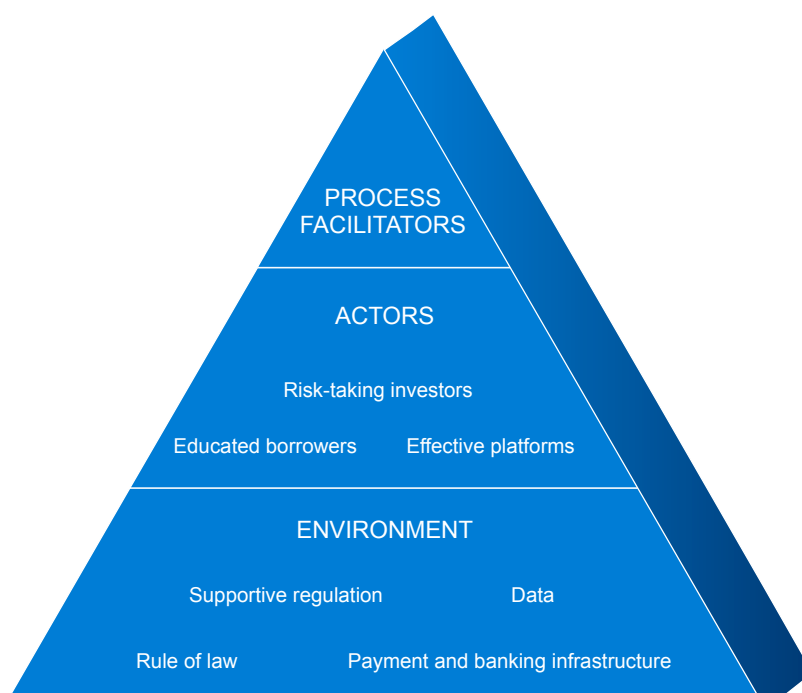 PROCESS
FACILITATORS
ACTORS
Risk-taking investors
Educated borrowers Effective platforms
ENVIRONMENT
Supportive regulation Data
Rule of law Payment and banking infrastructure